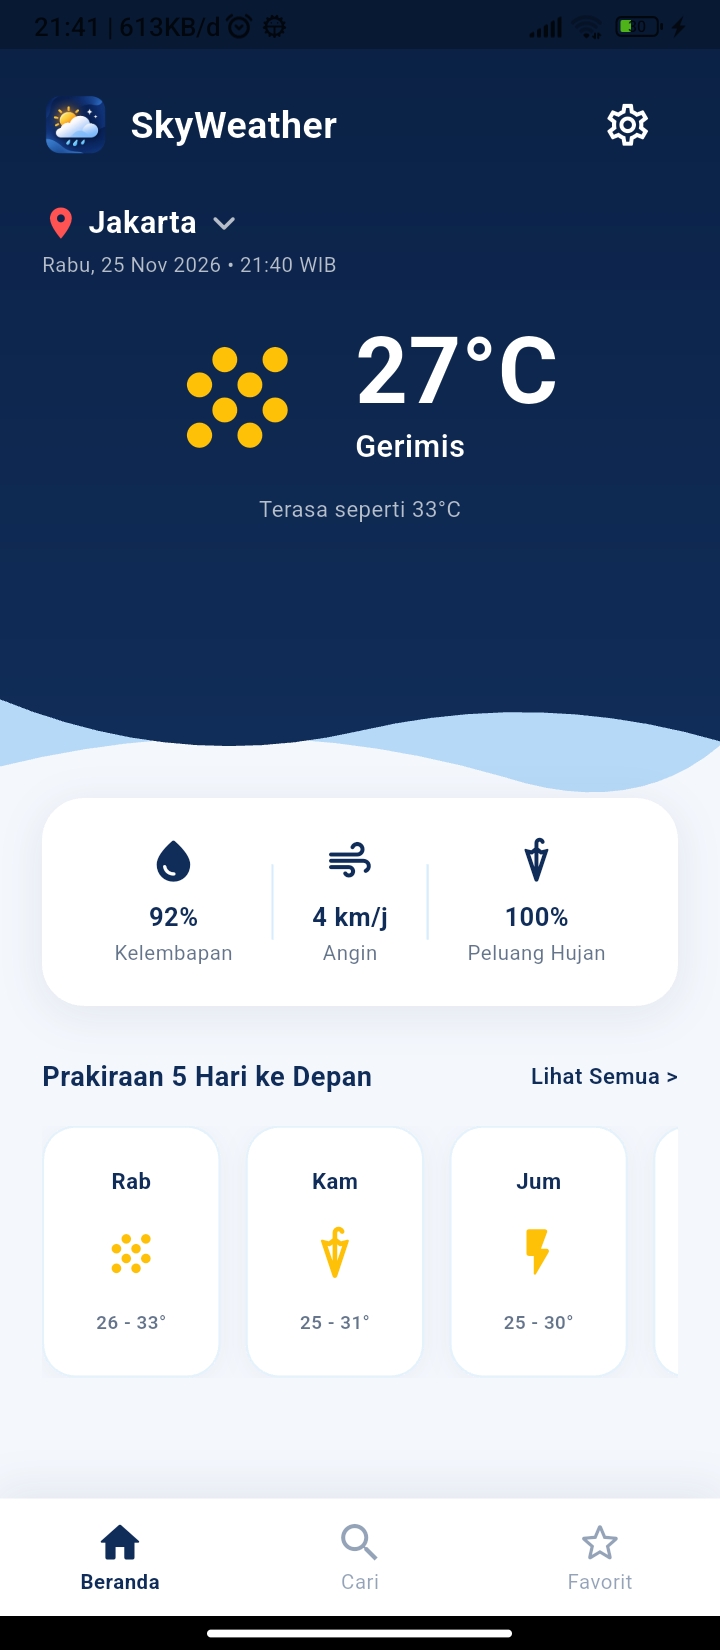 21:41 | 613KB/d
30
SkyWeather
Jakarta
Rabu, 25 Nov 2026 • 21:40 WIB
27°C
Gerimis
Terasa seperti 33°C
92%
4 km/j
100%
Kelembapan
Angin
Peluang Hujan
Prakiraan 5 Hari ke Depan
Lihat Semua >
Rab
Kam
Jum
26 - 33°
25 - 31°
25 - 30°
Beranda
Cari
Favorit